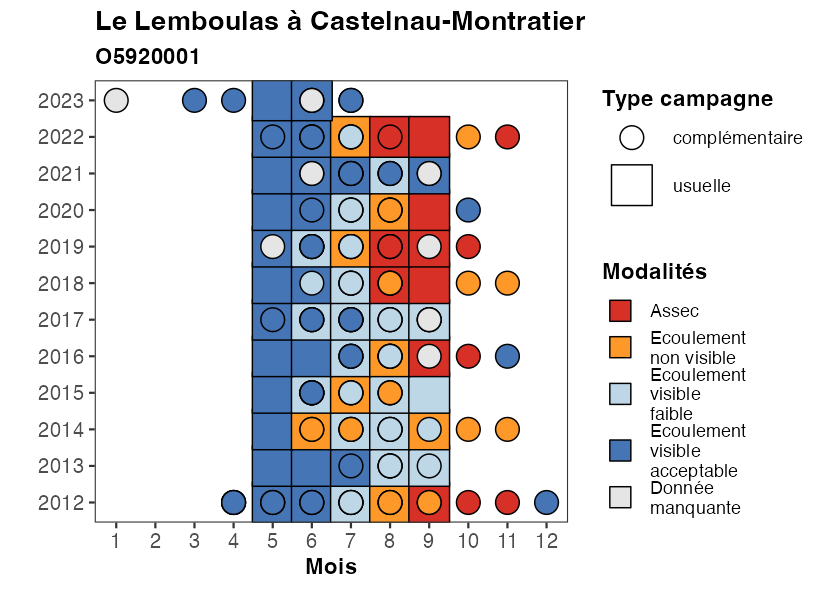 Le Lemboulas à Castelnau-Montratier
O5920001
2023
2022
2021
2020
2019
2018
2017
2016
2015
2014
2013
2012
1 2 3 4 5 6 7 8 9 10 11 12
Mois
Type campagne
complémentaire
usuelle
Modalités
Assec
Ecoulement
non visible
Ecoulement
visible
faible
Ecoulement
visible
acceptable
Donnée
manquante